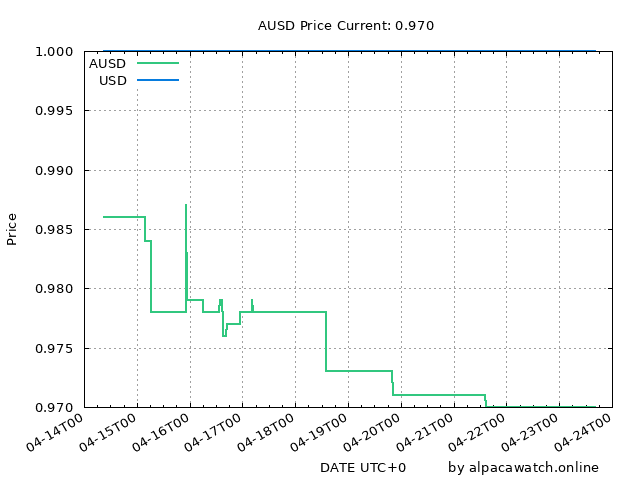 AUSD Price Current: 0.970
1.000
AUSD
USD
0.995
0.990
0.985
0.980
0.975
0.970
Price
04-14T00
04-15T00
04-16T00
04-17T00
04-18T00
04-19T00
04-20T00
04-21T00
04-22T00
04-23T00
04-24T00
DATE UTC+0
by alpacawatch.online